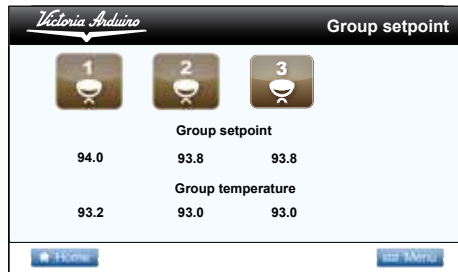 Victoria Arduino
Group setpoint
1 2 3
Group setpoint
94.0 93.8 93.8
Group temperature
93.2 93.0 93.0
Home Menu